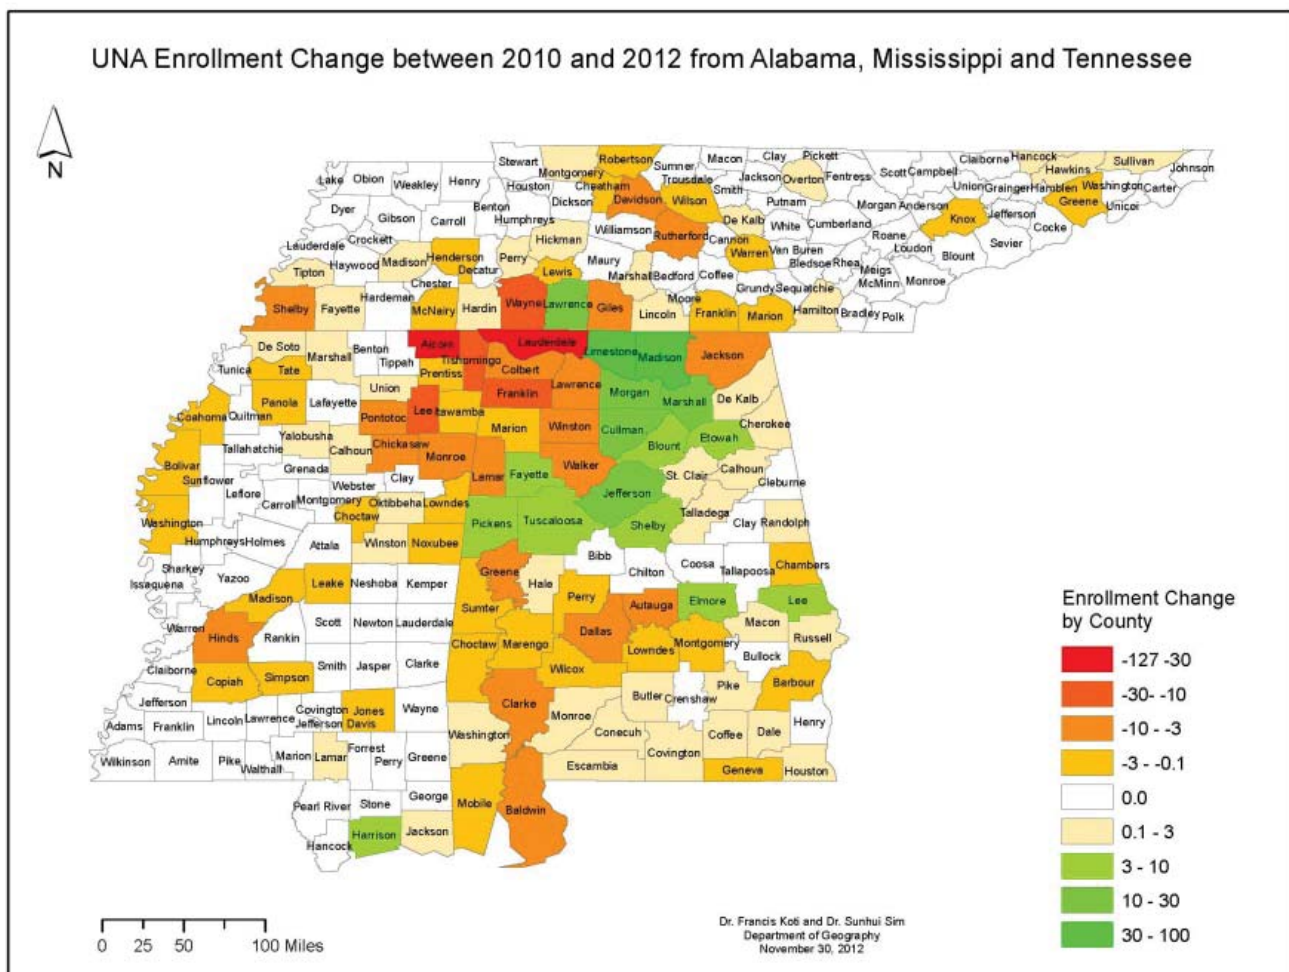 UNA Enrollment Change between 2010 and 2012 from Alabama, Mississippi and Tennessee
N
Stewart
Montgomery
Robertson
Sumner
Macon
Clay
Pickett
Claiborne
Hancock
Sullivan
Johnson
Lake
Obion
Weakley
Henry
Houston
Cheatham
Trousdale
Smith
Jackson
Overton
Fentress
Scott
Campbell
Union
Grainger
Hamblen
Hawkins
Washington
Carter
Greene
Unicoi
Dyer
Gibson
Carroll
Benton
Humphreys
Dickson
Davidson
Wilson
De Kalb
Putnam
White
Cumberland
Morgan
Anderson
Knox
Jefferson
Cocke
Lauderdale
Crockett
Haywood
Madison
Henderson
Decatur
Perry
Hickman
Williamson
Rutherford
Cannon
Warren
Van Buren
Bledsoe
Rhea
Roane
Loudon
Blount
Sevier
Tipton
Chester
Lewis
Maury
Marshall
Bedford
Coffee
Grundy
Sequatchie
Meigs
McMinn
Monroe
Shelby
Fayette
Hardeman
McNairy
Hardin
Wayne
Lawrence
Giles
Lincoln
Moore
Franklin
Marion
Hamilton
Bradley
Polk
De Soto
Marshall
Benton
Tippah
Alcorn
Tishomingo
Prentiss
Lauderdale
Limestone
Madison
Jackson
Tunica
Tate
Colbert
Lawrence
Franklin
Morgan
Marshall
De Kalb
Cherokee
Coahoma
Quitman
Panola
Lafayette
Union
Pontotoc
Lee
Itawamba
Marion
Winston
Cullman
Blount
Etowah
Tallahatchie
Yalobusha
Calhoun
Chickasaw
Monroe
Lamar
Fayette
Walker
Jefferson
St. Clair
Calhoun
Cleburne
Bolivar
Sunflower
Leflore
Grenada
Carroll
Montgomery
Webster
Clay
Choctaw
Oktibbeha
Lowndes
Pickens
Tuscaloosa
Shelby
Talladega
Clay
Randolph
Washington
Humphreys
Holmes
Attala
Winston
Noxubee
Bibb
Chilton
Coosa
Tallapoosa
Chambers
Sharkey
Issaquena
Yazoo
Madison
Leake
Neshoba
Kemper
Greene
Hale
Perry
Autauga
Elmore
Lee
Sumter
Macon
Russell
Warren
Hinds
Rankin
Scott
Newton
Lauderdale
Choctaw
Marengo
Dallas
Lowndes
Montgomery
Bullock
Claiborne
Copiah
Simpson
Smith
Jasper
Clarke
Wilcox
Butler
Crenshaw
Pike
Barbour
Jefferson
Adams
Franklin
Lincoln
Lawrence
Covington
Jefferson Davis
Jones
Wayne
Washington
Clarke
Monroe
Conecuh
Covington
Coffee
Dale
Henry
Wilkinson
Amite
Pike
Walthall
Marion
Lamar
Forrest
Perry
Greene
Escambia
Geneva
Houston
Pearl River
Stone
George
Mobile
Baldwin
Hancock
Harrison
Jackson
Enrollment Change
by County
-127 -30
-30- -10
-10 - -3
-3 - -0.1
0.0
0.1 - 3
3 - 10
10 - 30
30 - 100
0 25 50 100 Miles
Dr. Francis Koti and Dr. Sunhui Sim
Department of Geography
November 30, 2012